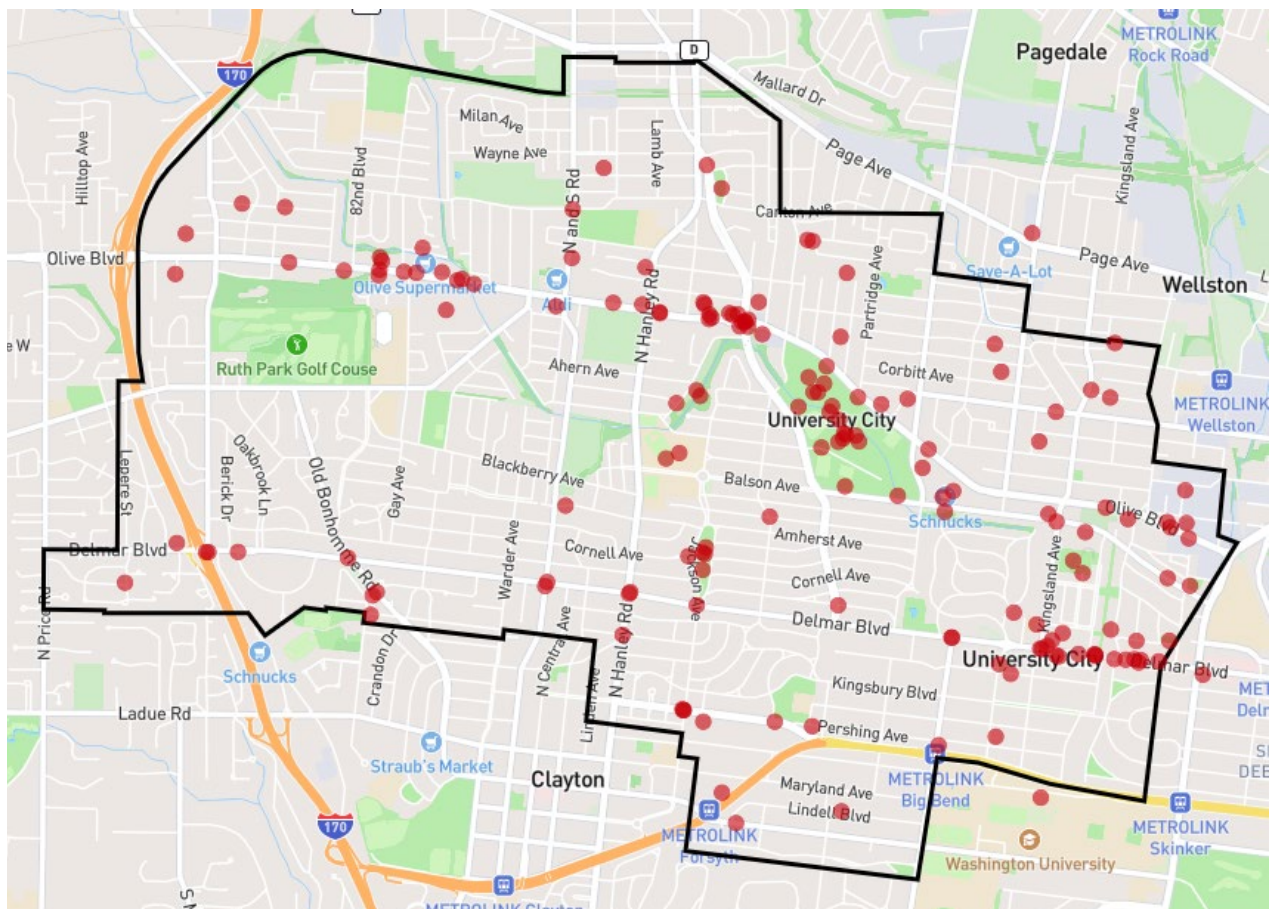 METROLINK
Rock Road
D
Pagedale
170
Mallard Dr
Milan Ave
Wayne Ave
Lamb Ave
Page Ave
Kingsland Ave
Hilltop Ave
82nd Blvd
N and S Rd
Canton Ave
Olive Blvd
Olive Supermarket
Aldi
N Hanley Rd
Partridge Ave
Save-A-Lot
Page Ave
Wellston
Ruth Park Golf Couse
Ahern Ave
Corbitt Ave
METROLINK
Wellston
University City
Lepere St
Berick Dr
Oakbrook Ln
Old Bonhomme Rd
Gay Ave
Blackberry Ave
Balson Ave
Schnucks
Olive Blvd
Delmar Blvd
Warder Ave
Cornell Ave
Jackson Ave
Amherst Ave
Cornell Ave
Kingsland Ave
N Price Rd
Delmar Blvd
Schnucks
Crandon Dr
N Central Ave
N Hanley Rd
University City
Delmar Blvd
Kingsbury Blvd
Ladue Rd
Linden Ave
Pershing Ave
Straub's Market
Clayton
METROLINK
Big Bend
Maryland Ave
Lindell Blvd
170
METROLINK
Forsyth
Washington University
METROLINK
Skinker
METROLINK Clayton